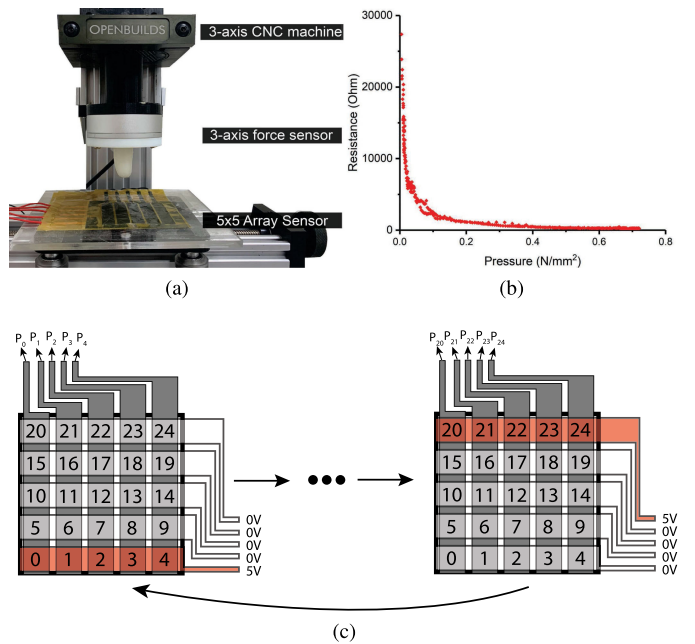 OPENBUILDS
3-axis CNC machine
3-axis force sensor
5x5 Array Sensor
(a)
30000
20000
10000
0
Resistance (Ohm)
0.0 0.2 0.4 0.6 0.8
Pressure (N/mm²)
(b)
P₀ P₁ P₂ P₃ P₄
20 21 22 23 24
15 16 17 18 19
10 11 12 13 14
5 6 7 8 9
0 1 2 3 4
0V
0V
0V
0V
5V
P₂₀ P₂₁ P₂₂ P₂₃ P₂₄
20 21 22 23 24
15 16 17 18 19
10 11 12 13 14
5 6 7 8 9
0 1 2 3 4
5V
0V
0V
0V
0V
(c)